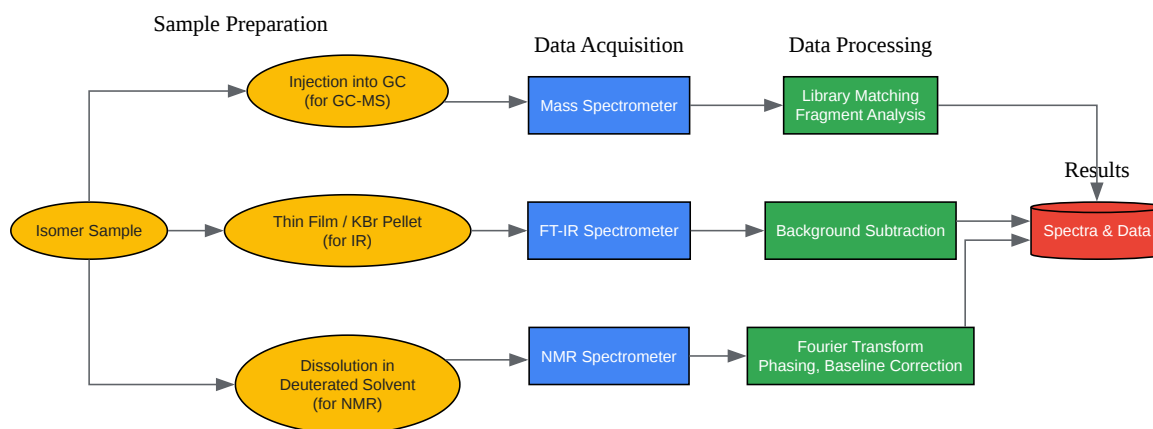 Sample Preparation
Data Acquisition
Data Processing
Injection into GC
(for GC-MS)
Mass Spectrometer
Library Matching
Fragment Analysis
Results
Isomer Sample
Thin Film / KBr Pellet
(for IR)
FT-IR Spectrometer
Background Subtraction
Spectra & Data
Dissolution in
Deuterated Solvent
(for NMR)
NMR Spectrometer
Fourier Transform
Phasing, Baseline Correction